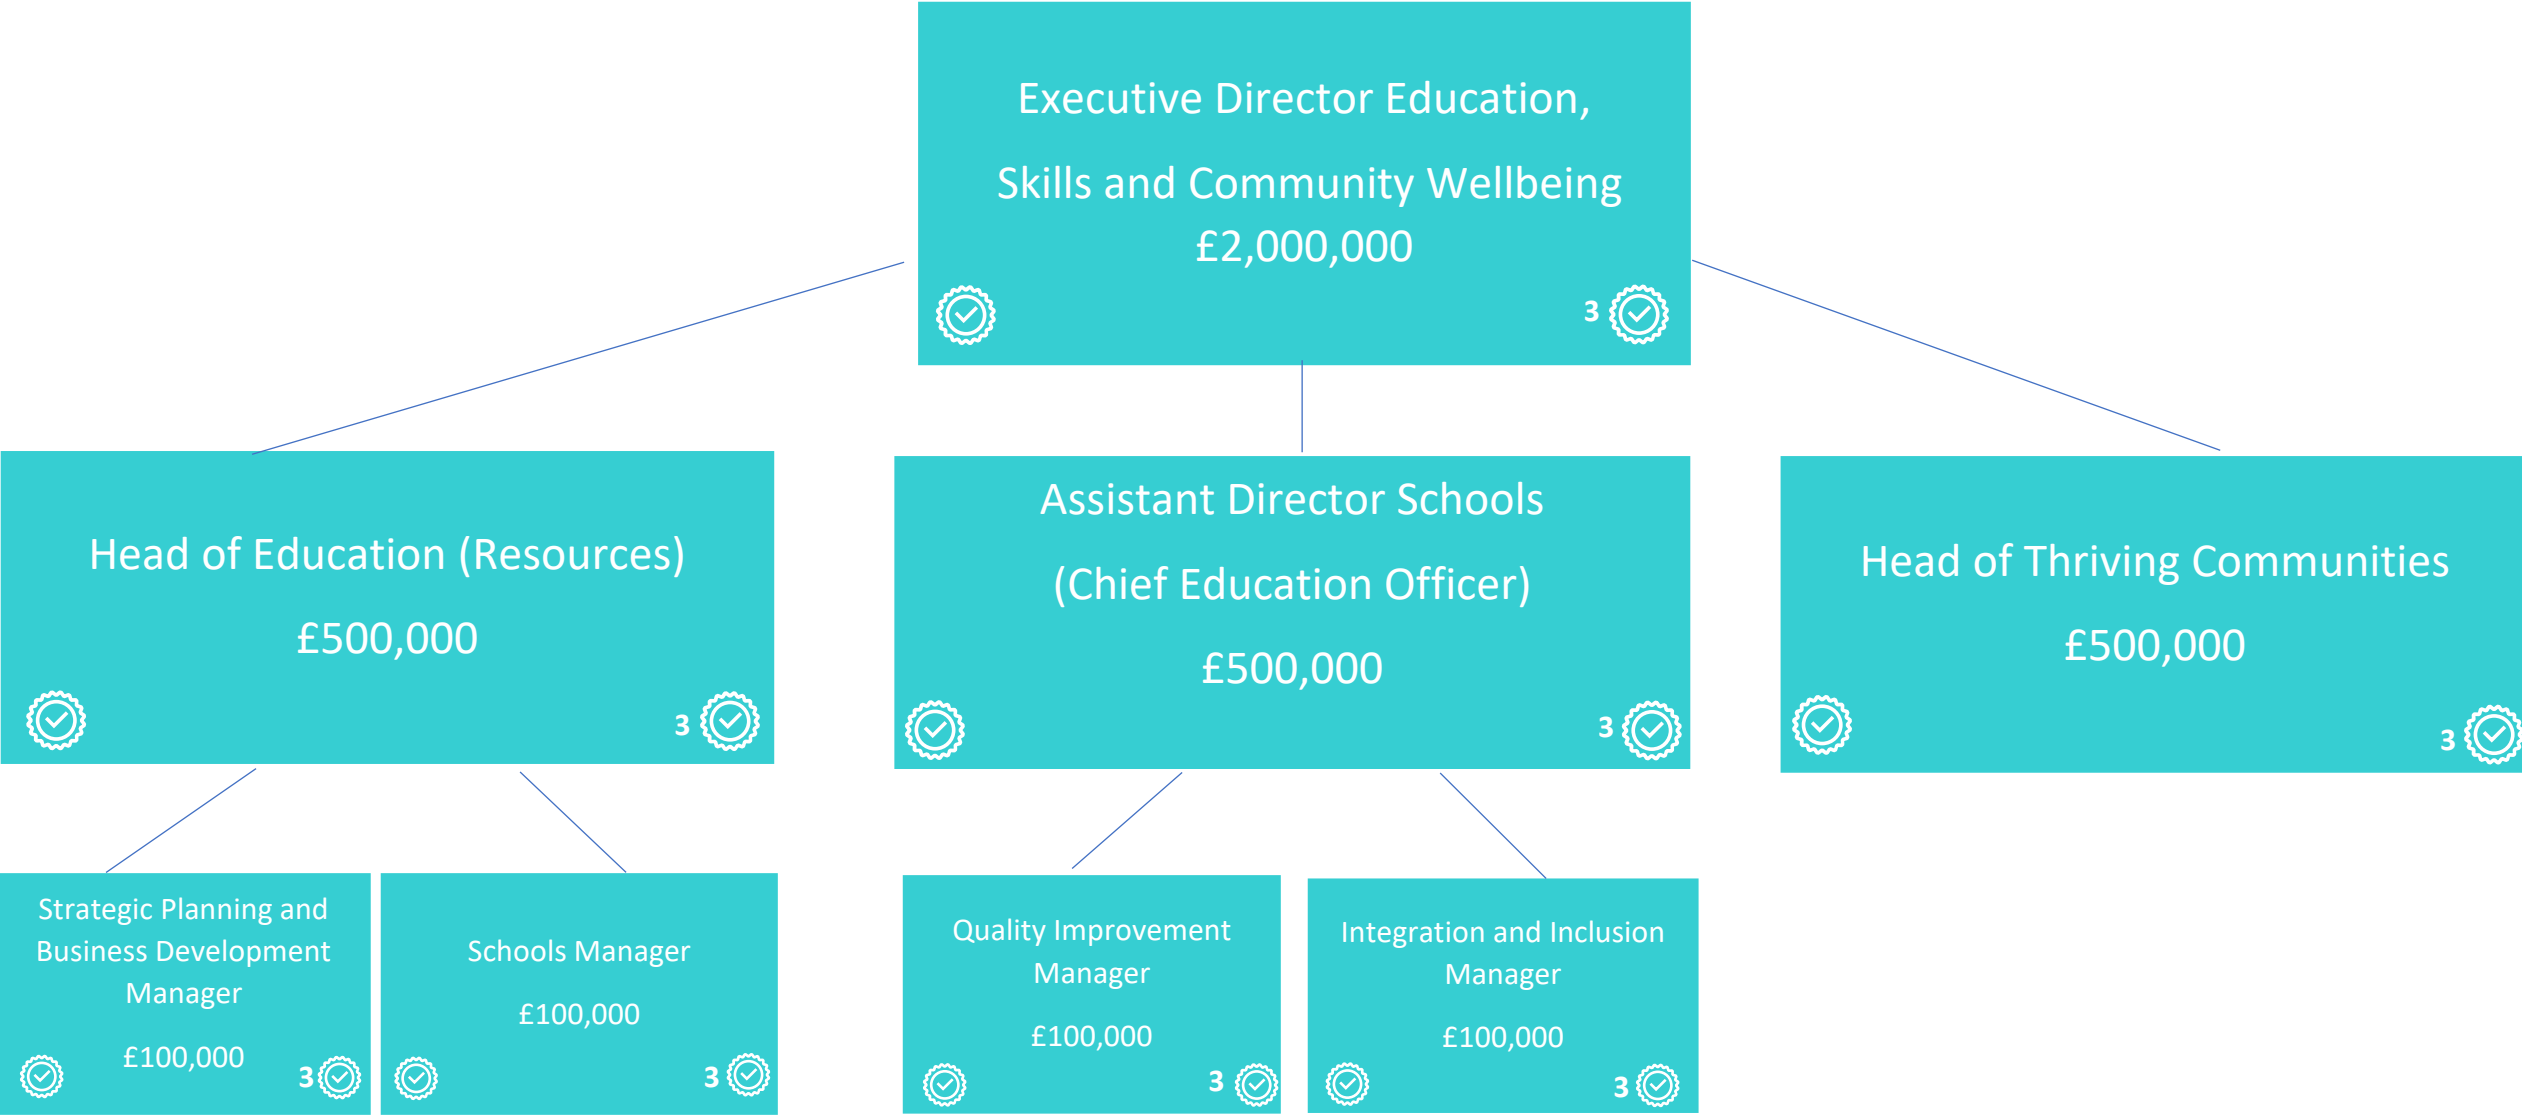 Executive Director Education,
Skills and Community Wellbeing
£2,000,000
3
Head of Education (Resources)
£500,000
3
Assistant Director Schools
(Chief Education Officer)
£500,000
3
Head of Thriving Communities
£500,000
3
Strategic Planning and
Business Development
Manager
£100,000
3
Schools Manager
£100,000
3
Quality Improvement
Manager
£100,000
3
Integration and Inclusion
Manager
£100,000
3